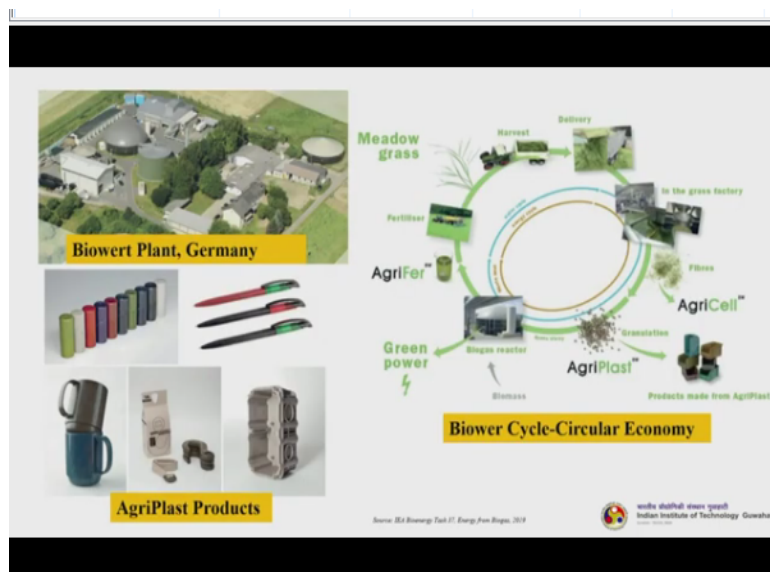 Biowert Plant, Germany
AgriPlast Products
Meadow
grass
Harvest
Delivery
In the grass factory
Fibres
AgriCell
Granulation
AgriPlast
Products made from AgriPlast
Biogas reactor
Biomass
Green
power
AgriFer
Fertiliser
Biower Cycle-Circular Economy
Source: IEA Bioenergy Task 37, Energy from Biogas, 2019
भारतीय प्रौद्योगिकी संस्थान गुवाहाटी
Indian Institute of Technology Guwaha